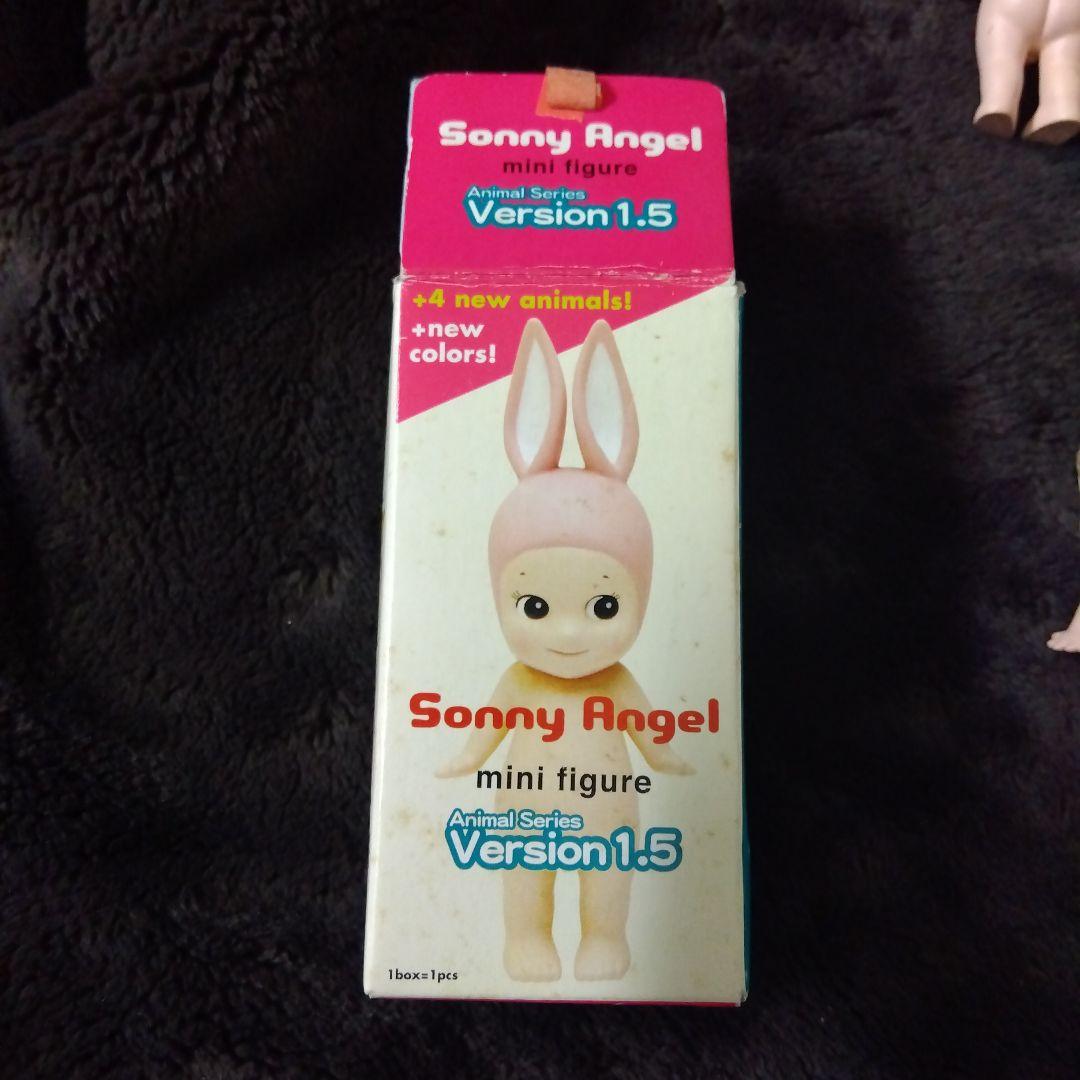 Sonny Angel
mini figure
Animal Series
Version 1.5
+4 new animals!
+new
colors!
Sonny Angel
mini figure
Animal Series
Version 1.5
1box=1pcs